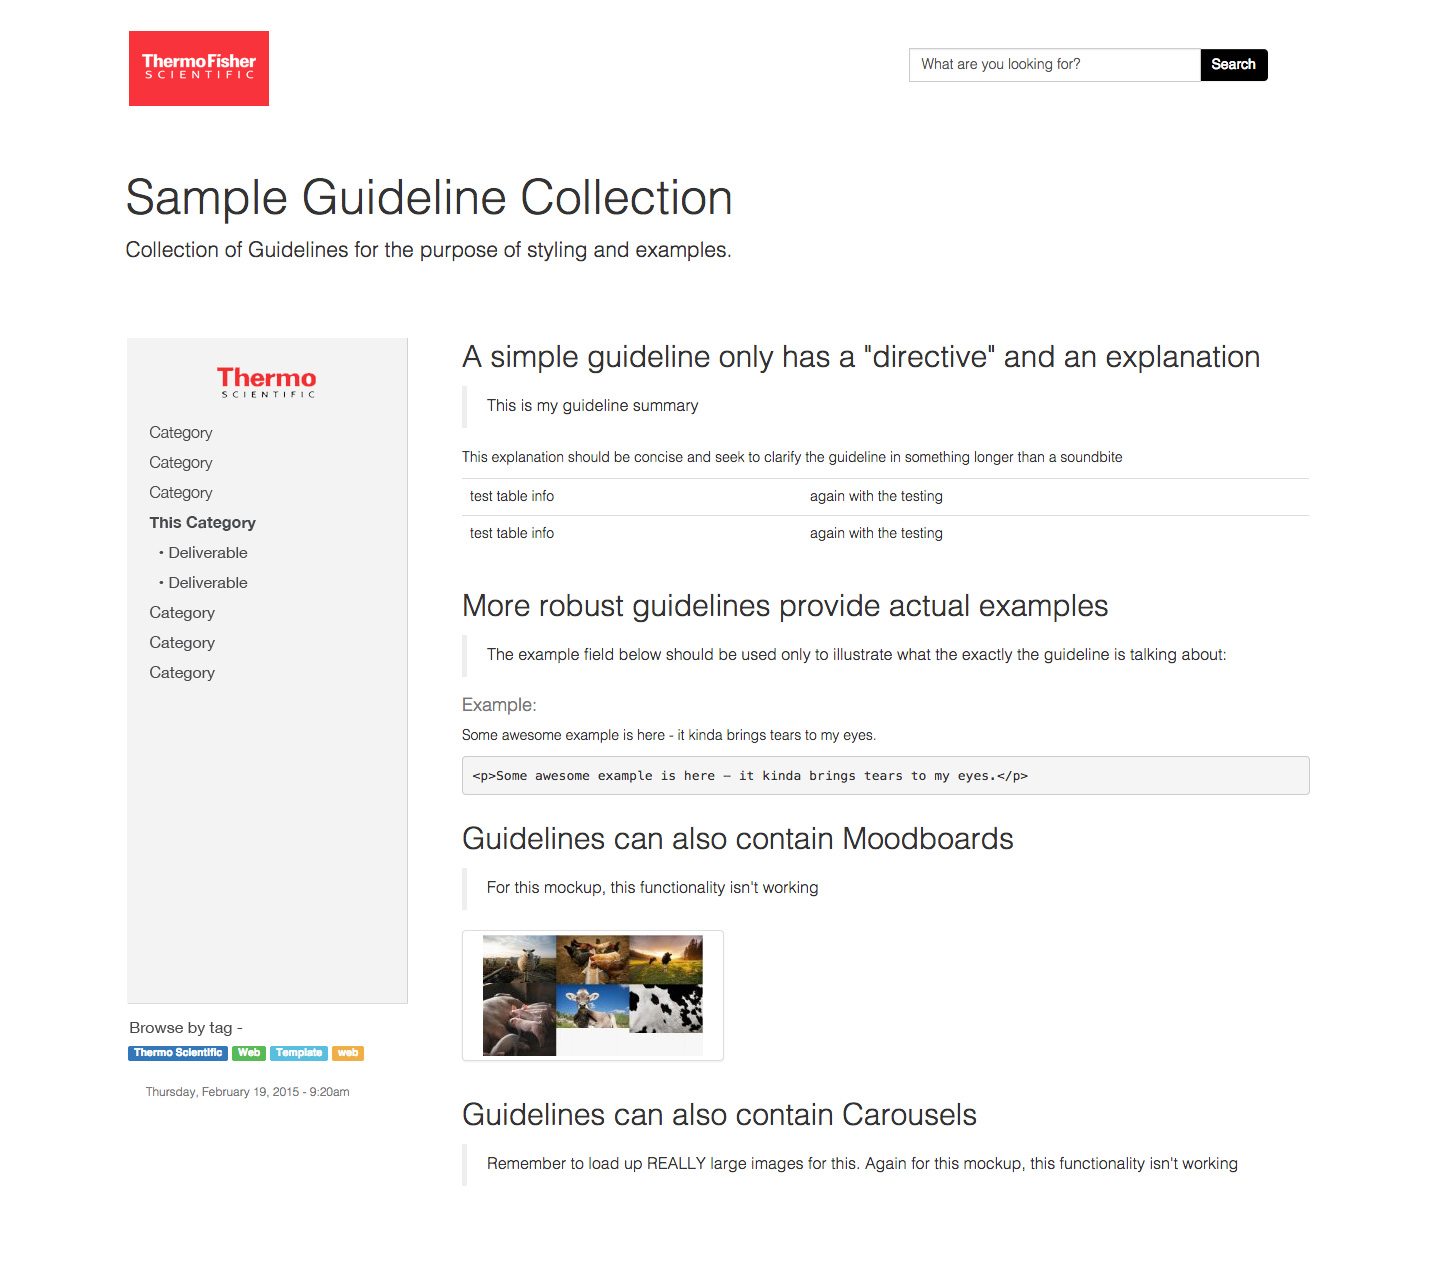 ThermoFisher
SCIENTIFIC
What are you looking for?
Search
Sample Guideline Collection
Collection of Guidelines for the purpose of styling and examples.
Thermo
SCIENTIFIC
Category
Category
Category
This Category
• Deliverable
• Deliverable
Category
Category
Category
Browse by tag -
Thermo Scientific Web Template web
Thursday, February 19, 2015 - 9:20am
A simple guideline only has a "directive" and an explanation
This is my guideline summary
This explanation should be concise and seek to clarify the guideline in something longer than a soundbite
test table info again with the testing
test table info again with the testing
More robust guidelines provide actual examples
The example field below should be used only to illustrate what the exactly the guideline is talking about:
Example:
Some awesome example is here - it kinda brings tears to my eyes.
<p>Some awesome example is here – it kinda brings tears to my eyes.</p>
Guidelines can also contain Moodboards
For this mockup, this functionality isn't working
Guidelines can also contain Carousels
Remember to load up REALLY large images for this. Again for this mockup, this functionality isn't working